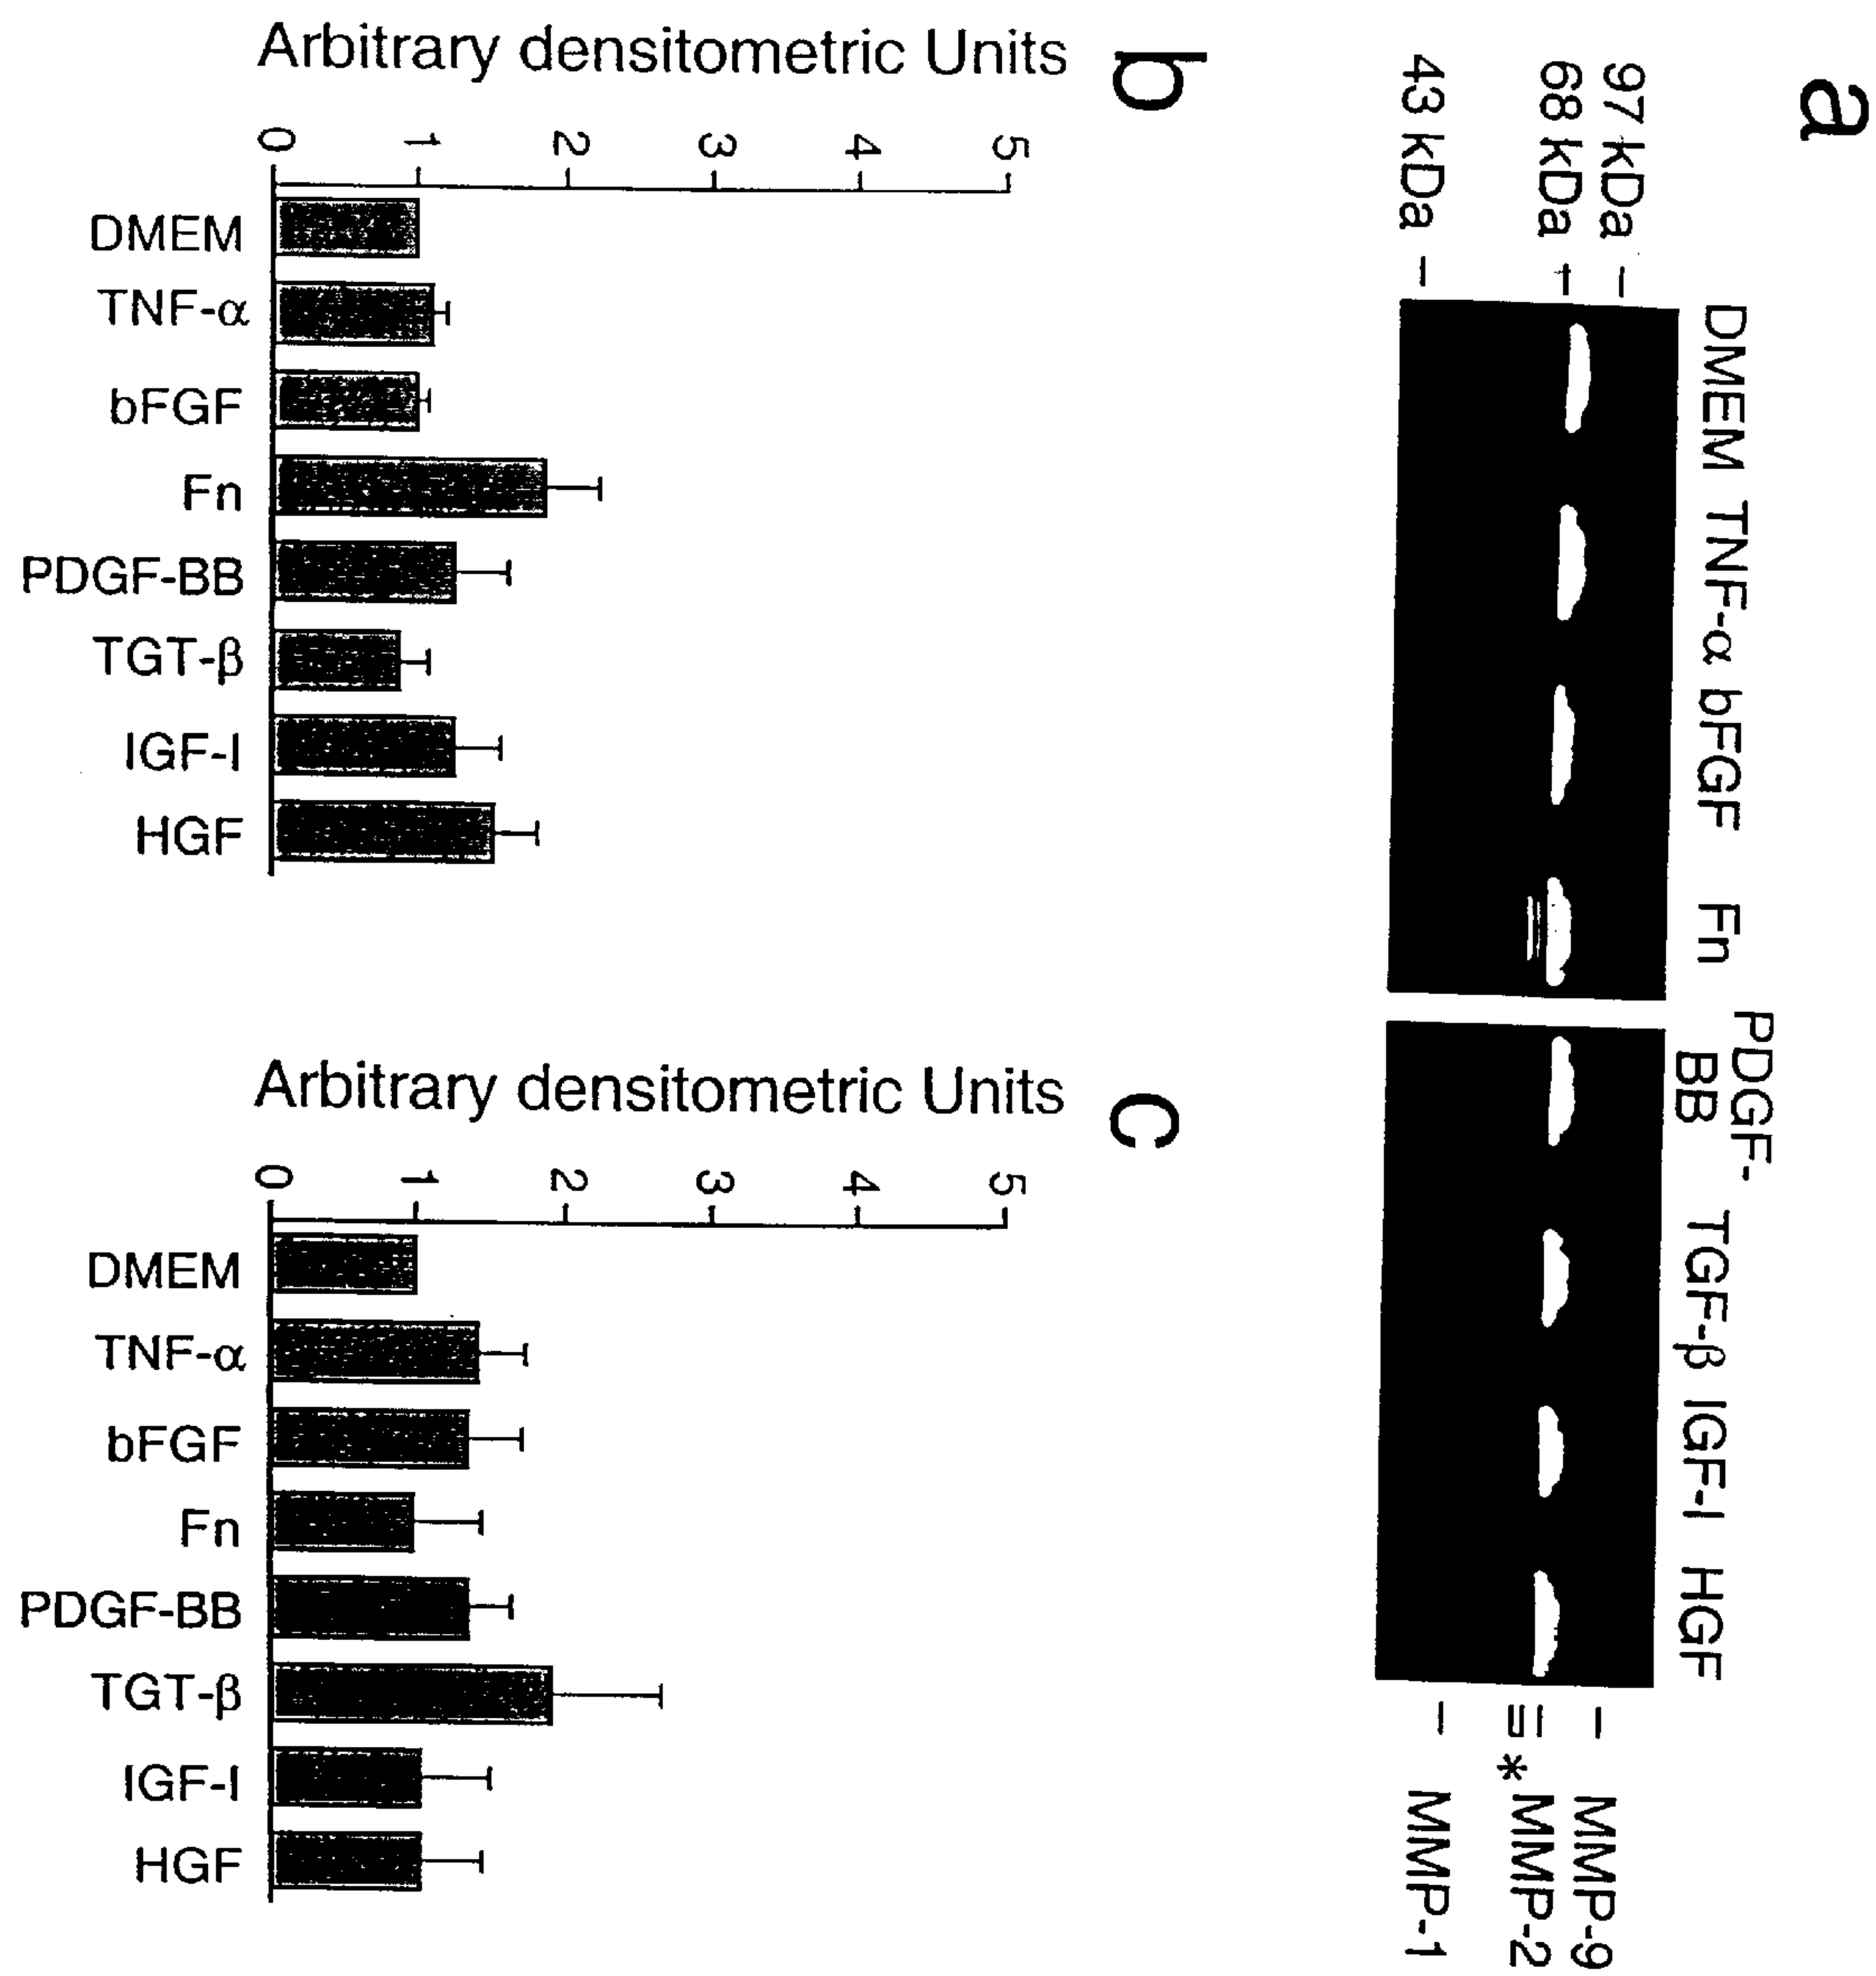 a
DMEM TNF-α bFGF Fn PDGF-BB TGF-β IGF-I HGF
97 kDa –
68 kDa –
43 kDa –
– MMP-9
* MMP-2
– MMP-1
b
Arbitrary densitometric Units
5
4
3
2
1
0
DMEM
TNF-α
bFGF
Fn
PDGF-BB
TGT-β
IGF-I
HGF
c
Arbitrary densitometric Units
5
4
3
2
1
0
DMEM
TNF-α
bFGF
Fn
PDGF-BB
TGT-β
IGF-I
HGF